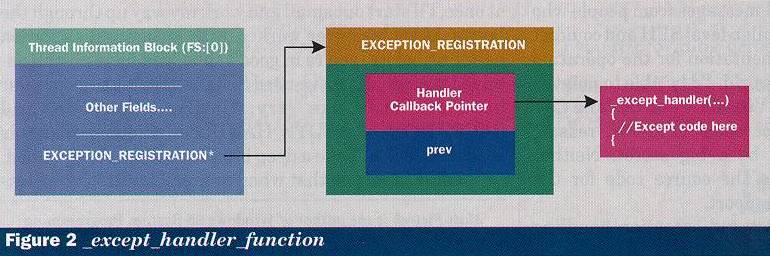 Thread Information Block (FS:[0])
Other Fields....
EXCEPTION_REGISTRATION*
EXCEPTION_REGISTRATION
Handler
Callback Pointer
prev
_except_handler(...)
{
//Except code here
{
Figure 2 _except_handler_function